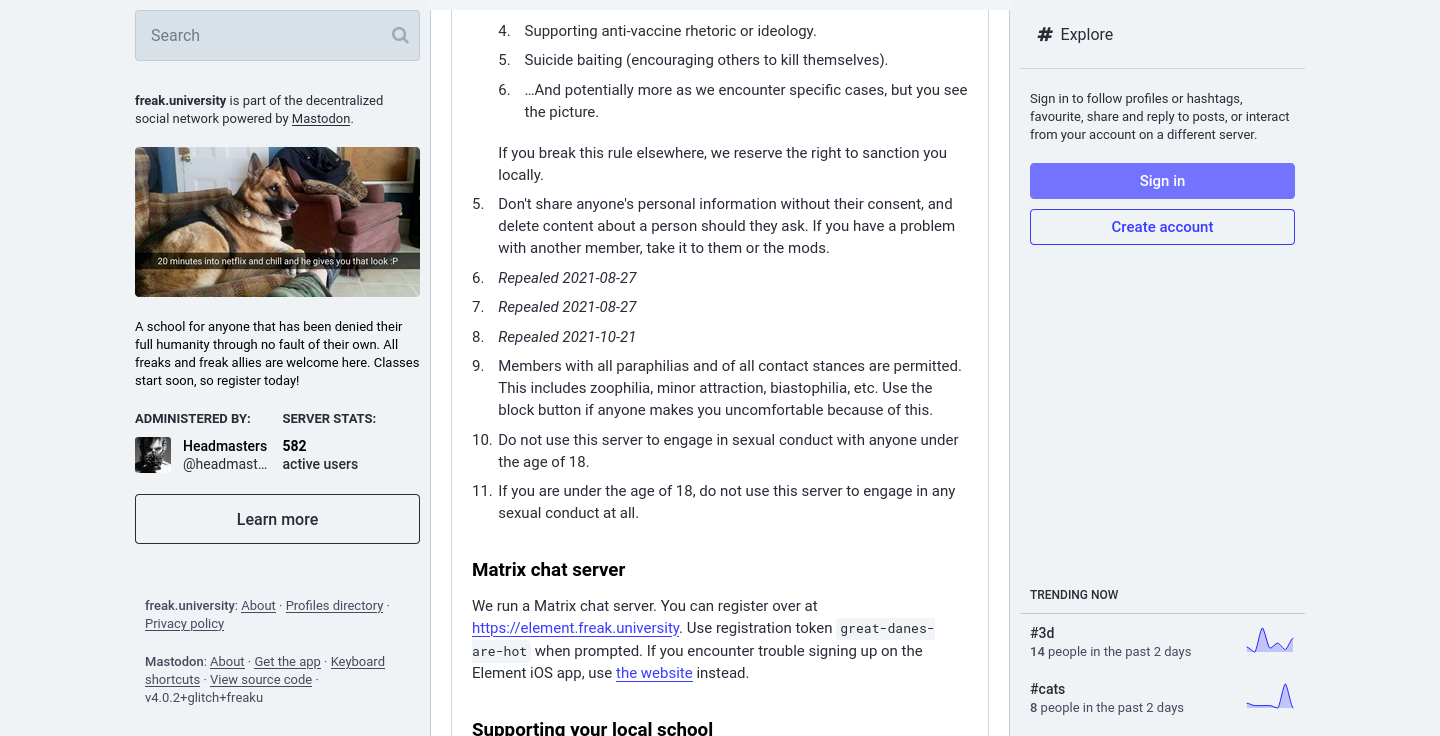 Search
freak.university is part of the decentralized
social network powered by Mastodon.
20 minutes into netflix and chill and he gives you that look :P
A school for anyone that has been denied their
full humanity through no fault of their own. All
freaks and freak allies are welcome here. Classes
start soon, so register today!
ADMINISTERED BY:
Headmasters
@headmast...
SERVER STATS:
582
active users
Learn more
freak.university: About · Profiles directory ·
Privacy policy
Mastodon: About · Get the app · Keyboard
shortcuts · View source code ·
v4.0.2+glitch+freaku
4. Supporting anti-vaccine rhetoric or ideology.
5. Suicide baiting (encouraging others to kill themselves).
6. …And potentially more as we encounter specific cases, but you see
the picture.
If you break this rule elsewhere, we reserve the right to sanction you
locally.
5. Don't share anyone's personal information without their consent, and
delete content about a person should they ask. If you have a problem
with another member, take it to them or the mods.
6. Repealed 2021-08-27
7. Repealed 2021-08-27
8. Repealed 2021-10-21
9. Members with all paraphilias and of all contact stances are permitted.
This includes zoophilia, minor attraction, biastophilia, etc. Use the
block button if anyone makes you uncomfortable because of this.
10. Do not use this server to engage in sexual conduct with anyone under
the age of 18.
11. If you are under the age of 18, do not use this server to engage in any
sexual conduct at all.
Matrix chat server
We run a Matrix chat server. You can register over at
https://element.freak.university. Use registration token great-danes-
are-hot when prompted. If you encounter trouble signing up on the
Element iOS app, use the website instead.
Supporting your local school
# Explore
Sign in to follow profiles or hashtags,
favourite, share and reply to posts, or interact
from your account on a different server.
Sign in
Create account
TRENDING NOW
#3d
14 people in the past 2 days
#cats
8 people in the past 2 days